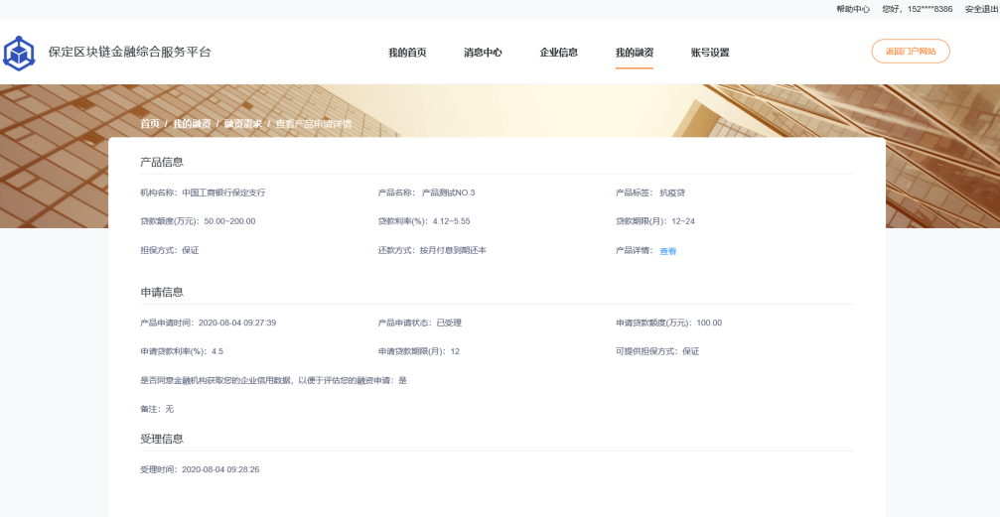 帮助中心 您好，152****8386 安全退出
保定区块链金融综合服务平台 我的首页 消息中心 企业信息 我的融资 账号设置 返回门户网站
首页 / 我的融资 / 融资需求 / 查看产品申请详情
产品信息
机构名称：中国工商银行保定支行 产品名称： 产品测试NO.3 产品标签： 抗疫贷
贷款额度(万元)：50.00~200.00 贷款利率(%)：4.12~5.55 贷款期限(月)：12~24
担保方式：保证 还款方式：按月付息到期还本 产品详情： 查看
申请信息
产品申请时间：2020-08-04 09:27:39 产品申请状态：已受理 申请贷款额度(万元)：100.00
申请贷款利率(%)：4.5 申请贷款期限(月)：12 可提供担保方式：保证
是否同意金融机构获取您的企业信用数据，以便于评估您的融资申请：是
备注：无
受理信息
受理时间：2020-08-04 09:28:26